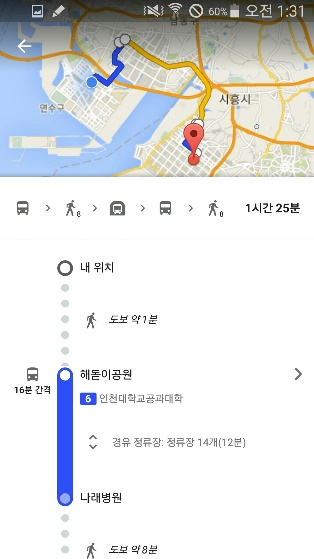 60% 오전 1:31
연수구
시흥시
8 8 1시간 25분
내 위치
도보 약 1분
해돋이공원
16분 간격
6 인천대학교공과대학
경유 정류장: 정류장 14개(12분)
나래병원
도보 약 8분